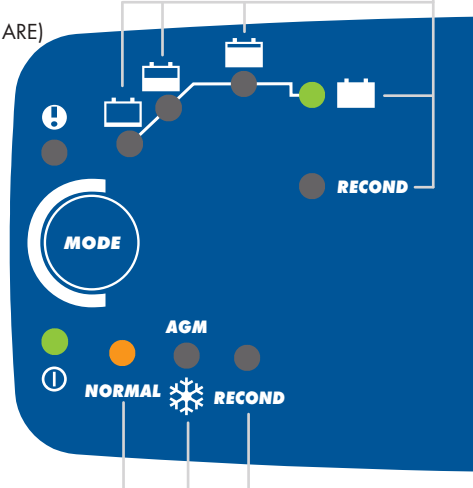 ARE)
RECOND
MODE
AGM
NORMAL
RECOND